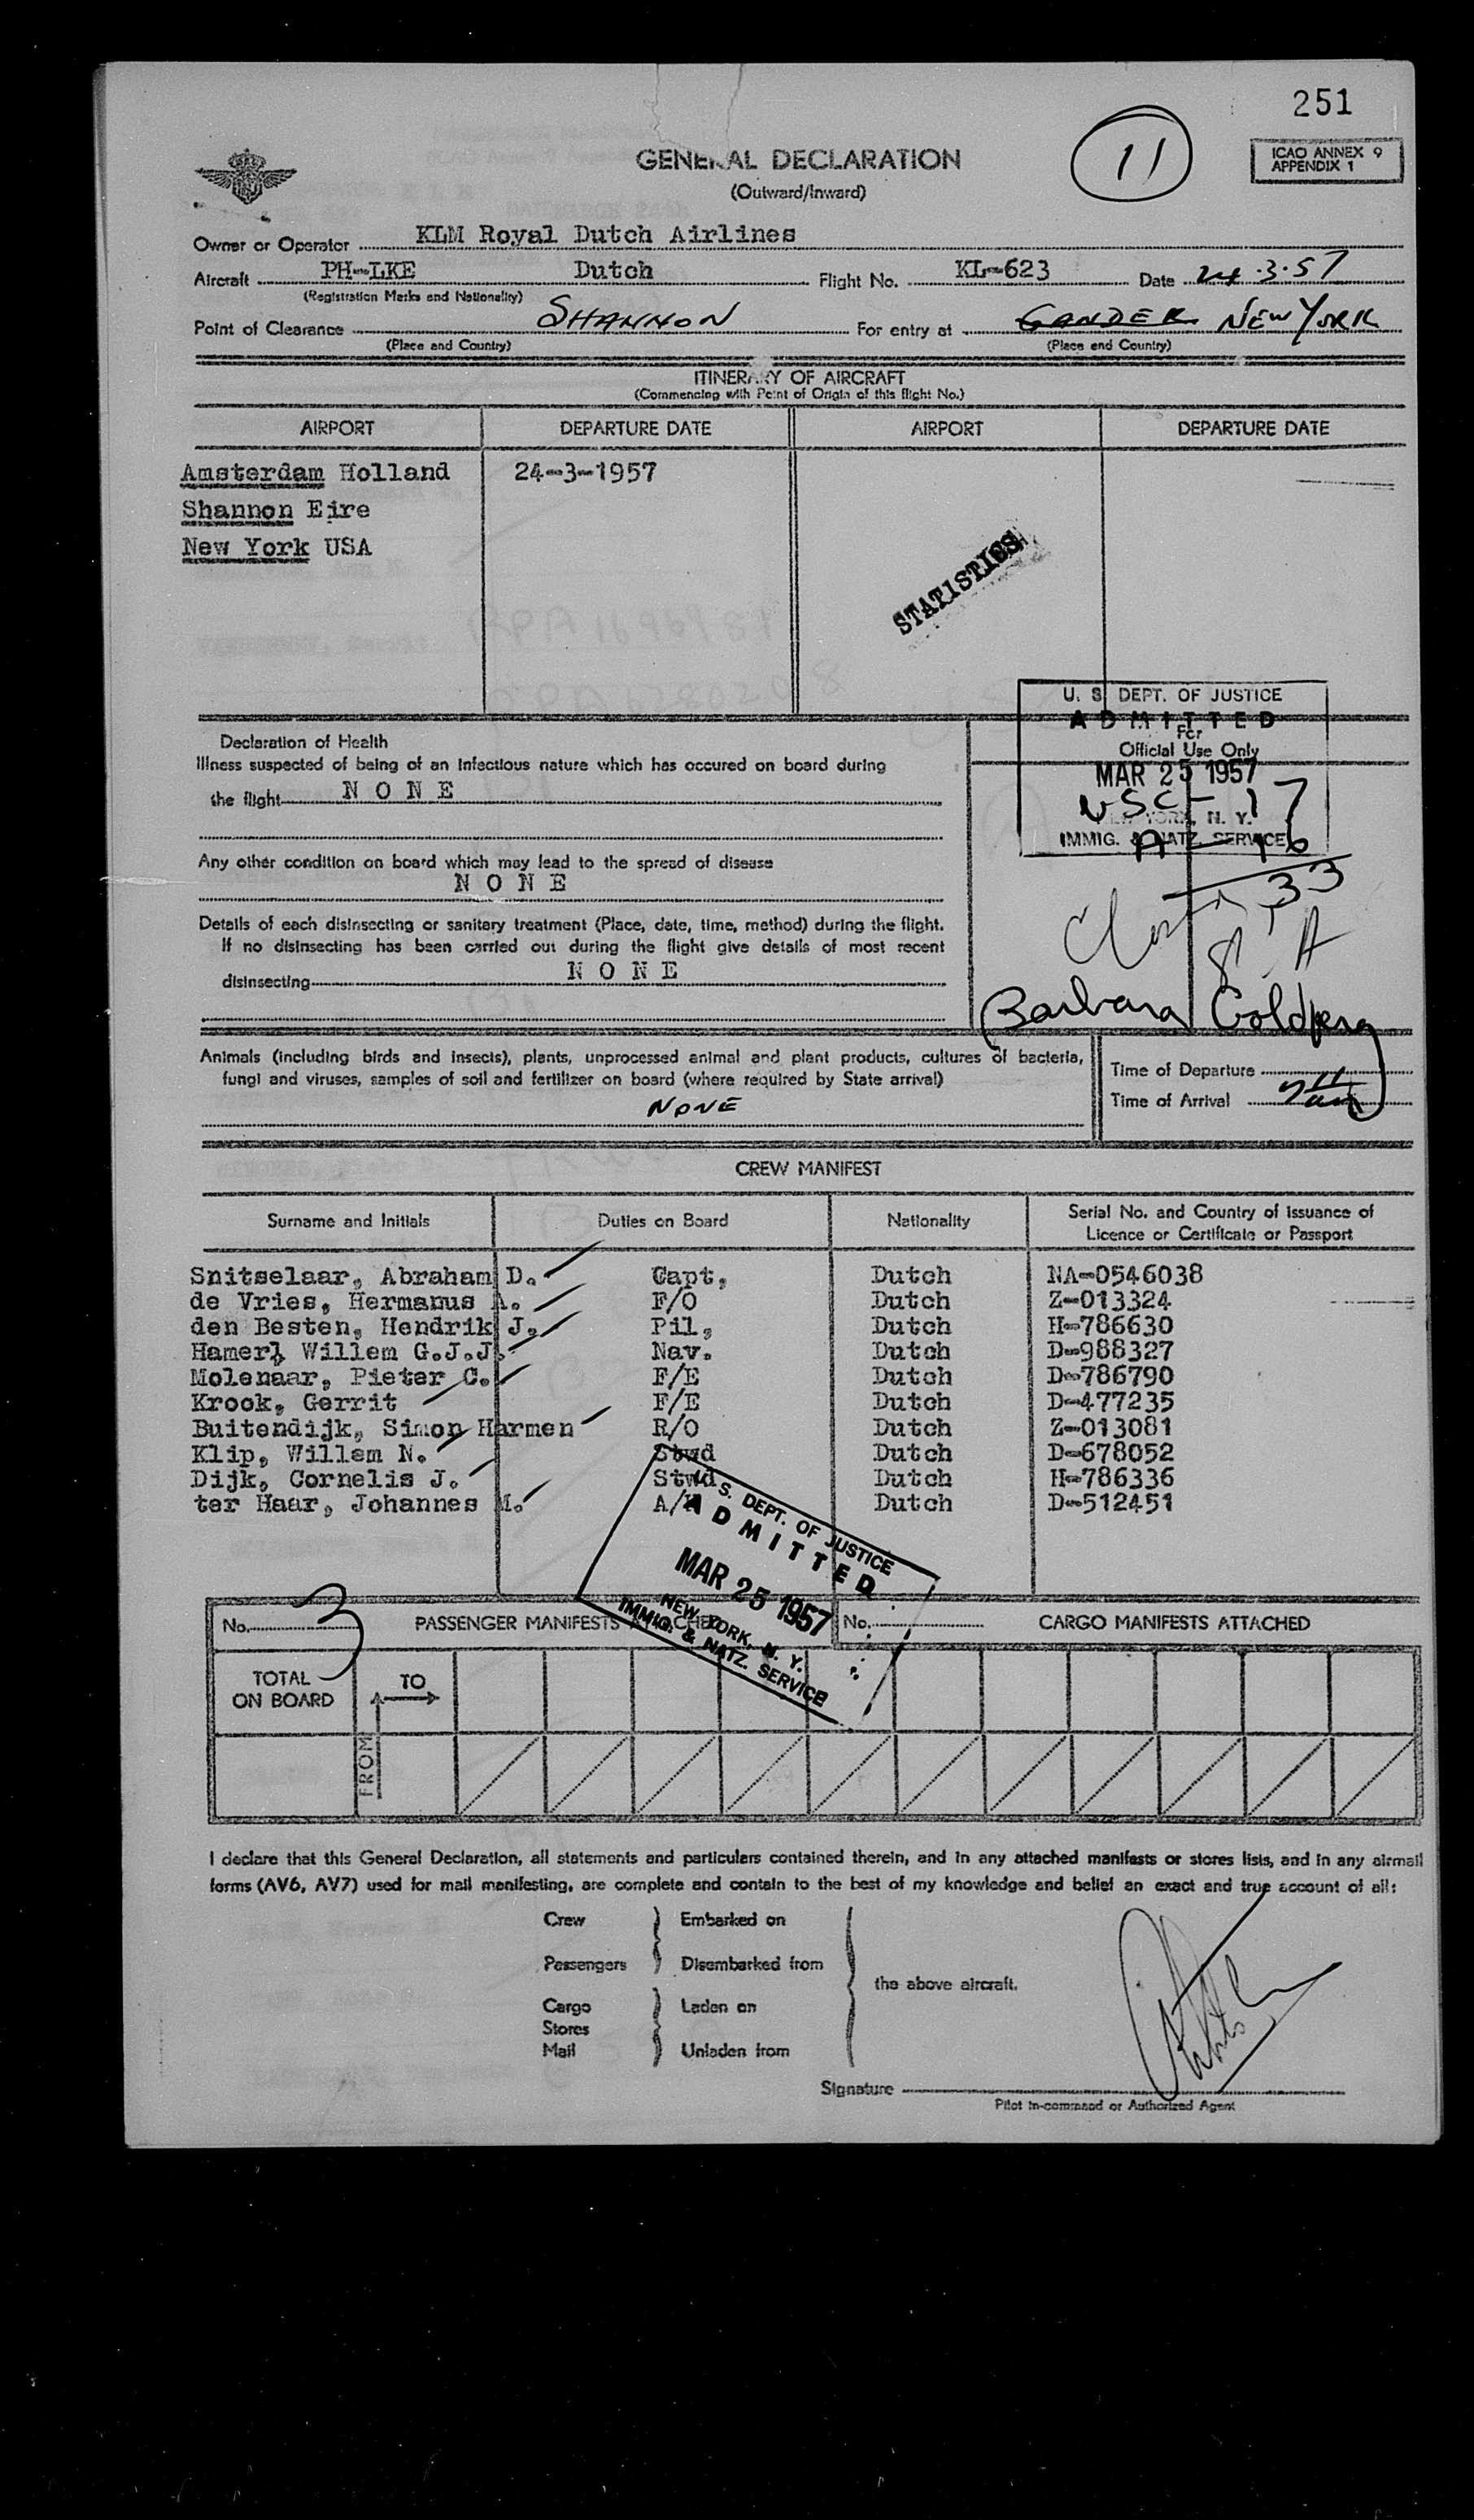 251
11
GENERAL DECLARATION
(Outward/Inward)
ICAO ANNEX 9
APPENDIX 1
Owner or Operator KLM Royal Dutch Airlines
Aircraft PH-LKE Dutch Flight No. KL-623 Date 24.3.57
(Registration Marks and Nationality)
Point of Clearance SHANNON For entry at GANDER NEW YORK
(Place and Country) (Place and Country)
ITINERARY OF AIRCRAFT
(Commencing with Point of Origin of this flight No.)
AIRPORT DEPARTURE DATE AIRPORT DEPARTURE DATE
Amsterdam Holland 24-3-1957
Shannon Eire
New York USA
STATISTICS
U. S. DEPT. OF JUSTICE
ADMITTED
For
Official Use Only
MAR 25 1957
USC - 17
NEW YORK, N. Y.
IMMIG. & NATZ. SERVICE
A - 16
33
Barbara Goldberg
Declaration of Health
Illness suspected of being of an infectious nature which has occured on board during
the flight N O N E
Any other condition on board which may lead to the spread of disease
N O N E
Details of each disinsecting or sanitary treatment (Place, date, time, method) during the flight.
If no disinsecting has been carried out during the flight give details of most recent
disinsecting N O N E
Animals (including birds and insects), plants, unprocessed animal and plant products, cultures of bacteria,
fungi and viruses, samples of soil and fertilizer on board (where required by State arrival)
NONE
Time of Departure
Time of Arrival
CREW MANIFEST
Surname and Initials Duties on Board Nationality Serial No. and Country of Issuance of
Licence or Certificate or Passport
Snitselaar, Abraham D. Capt, Dutch NA-0546038
de Vries, Hermanus A. F/O Dutch Z-013324
den Besten, Hendrik J. Pil, Dutch H-786630
Hamer, Willem G.J.J. Nav. Dutch D-988327
Molenaar, Pieter C. F/E Dutch D-786790
Krook, Gerrit F/E Dutch D-477235
Buitendijk, Simon Harmen R/O Dutch Z-013081
Klip, Willem N. Stwd Dutch D-678052
Dijk, Cornelis J. Stwd Dutch H-786336
ter Haar, Johannes M. Dutch D-512451
U. S. DEPT. OF JUSTICE
ADMITTED
MAR 25 1957
NEW YORK, N. Y.
IMMIG. & NATZ. SERVICE
No. 3 PASSENGER MANIFESTS ATTACHED No. CARGO MANIFESTS ATTACHED
TOTAL
ON BOARD
TO
FROM
I declare that this General Declaration, all statements and particulars contained therein, and in any attached manifests or stores lists, and in any airmail
forms (AV6, AV7) used for mail manifesting, are complete and contain to the best of my knowledge and belief an exact and true account of all:
Crew Embarked on
Passengers Disembarked from
the above aircraft.
Cargo Laden on
Stores
Mail Unladen from
Signature
Pilot in-command or Authorized Agent